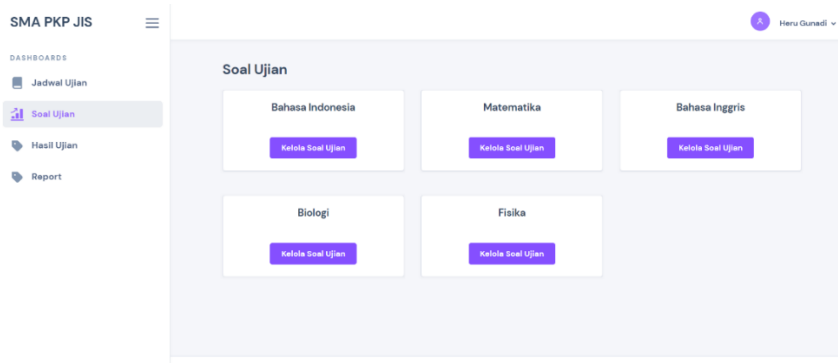 SMA PKP JIS
Heru Gunadi
DASHBOARDS
Jadwal Ujian
Soal Ujian
Hasil Ujian
Report
Soal Ujian
Bahasa Indonesia
Kelola Soal Ujian
Matematika
Kelola Soal Ujian
Bahasa Inggris
Kelola Soal Ujian
Biologi
Kelola Soal Ujian
Fisika
Kelola Soal Ujian